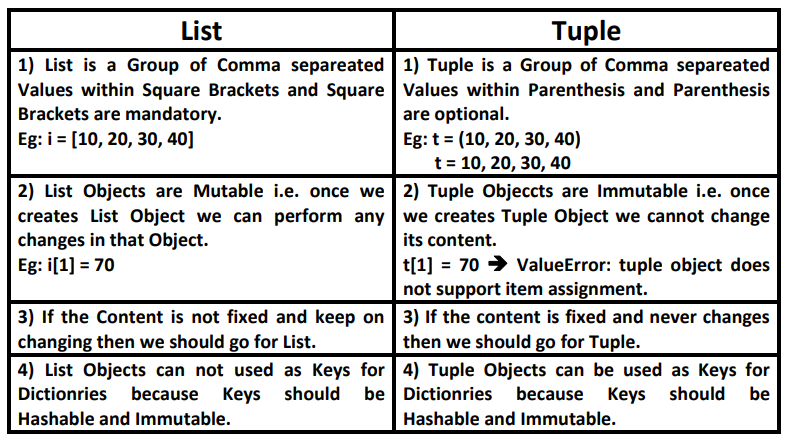 List
Tuple
1) List is a Group of Comma separeated
Values within Square Brackets and Square
Brackets are mandatory.
Eg: i = [10, 20, 30, 40]
1) Tuple is a Group of Comma separeated
Values within Parenthesis and Parenthesis
are optional.
Eg: t = (10, 20, 30, 40)
t = 10, 20, 30, 40
2) List Objects are Mutable i.e. once we
creates List Object we can perform any
changes in that Object.
Eg: i[1] = 70
2) Tuple Objeccts are Immutable i.e. once
we creates Tuple Object we cannot change
its content.
t[1] = 70 ➔ ValueError: tuple object does
not support item assignment.
3) If the Content is not fixed and keep on
changing then we should go for List.
3) If the content is fixed and never changes
then we should go for Tuple.
4) List Objects can not used as Keys for
Dictionries because Keys should be
Hashable and Immutable.
4) Tuple Objects can be used as Keys for
Dictionries because Keys should be
Hashable and Immutable.